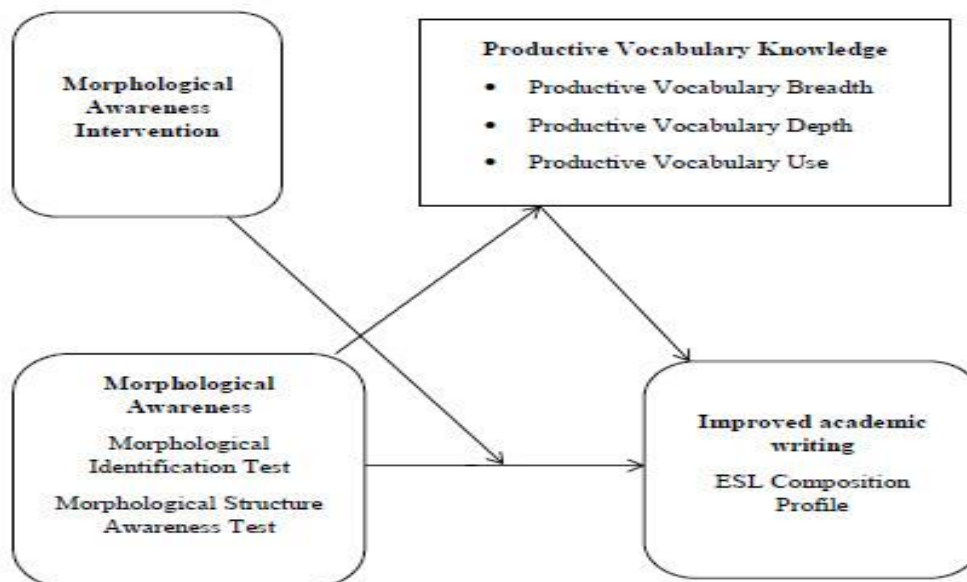 Morphological
Awareness
Intervention
Productive Vocabulary Knowledge
• Productive Vocabulary Breadth
• Productive Vocabulary Depth
• Productive Vocabulary Use
Morphological
Awareness
Morphological
Identification Test
Morphological Structure
Awareness Test
Improved academic
writing
ESL Composition
Profile